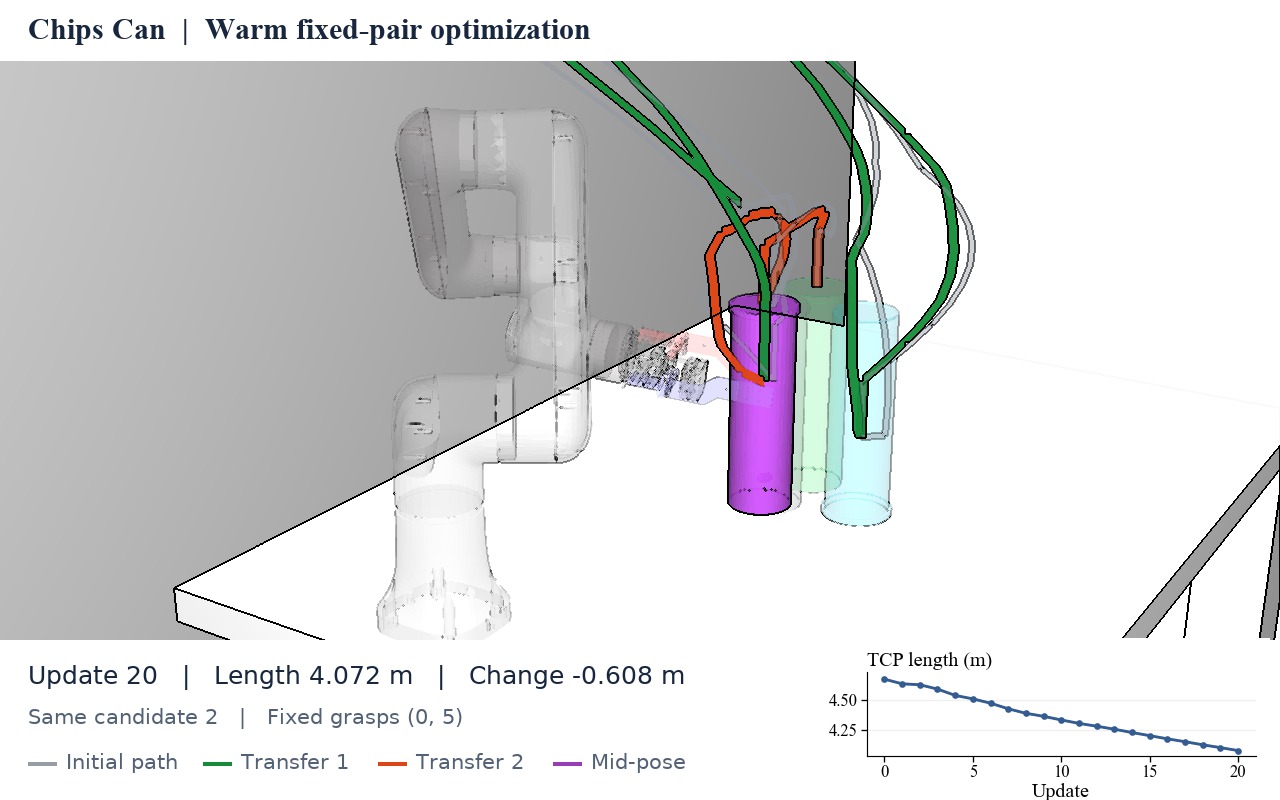 Chips Can | Warm fixed-pair optimization
Update 20 | Length 4.072 m | Change -0.608 m
Same candidate 2 | Fixed grasps (0, 5)
Initial path Transfer 1 Transfer 2 Mid-pose
TCP length (m)
4.50
4.25
0 5 10 15 20
Update